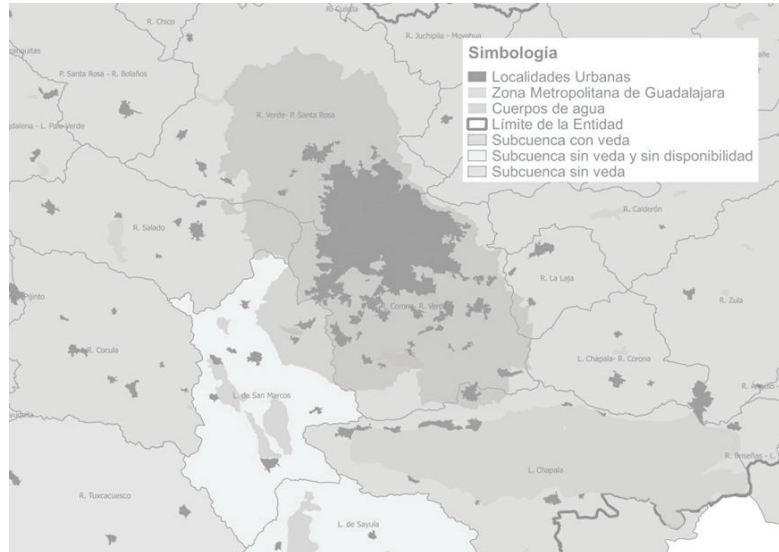 R. Chico
R. Juchipila - Moyahua
P. Santa Rosa - R. Bolaños
R. Verde- P. Santa Rosa
Simbología
Localidades Urbanas
Zona Metropolitana de Guadalajara
Cuerpos de agua
Límite de la Entidad
Subcuenca con veda
Subcuenca sin veda y sin disponibilidad
Subcuenca sin veda
R. Salado
R. Calderón
R. La Laja
R. Zula
R. Cocula
L. Chapala- R. Corona
L. de San Marcos
L. Chapala
R. Tuxcacuesco
L. de Sayula